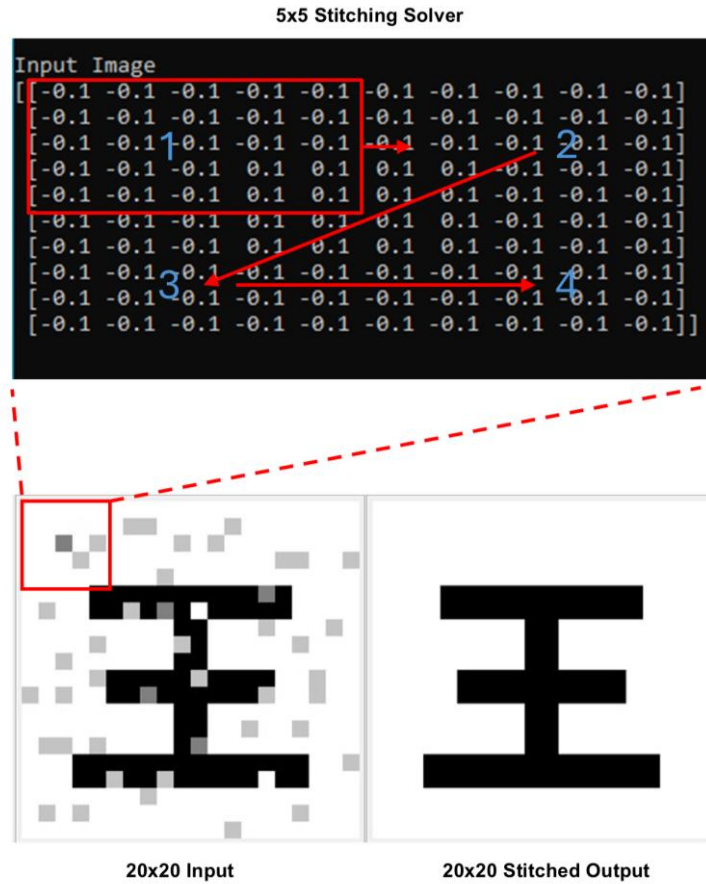 5x5 Stitching Solver
Input Image
[[-0.1 -0.1 -0.1 -0.1 -0.1 -0.1 -0.1 -0.1 -0.1 -0.1]
[-0.1 -0.1 -0.1 -0.1 -0.1 -0.1 -0.1 -0.1 -0.1 -0.1]
[-0.1 -0.1 -0.1 -0.1 -0.1 -0.1 -0.1 -0.1 -0.1 -0.1]
1
2
[-0.1 -0.1 -0.1 0.1 0.1 0.1 0.1 -0.1 -0.1 -0.1]
[-0.1 -0.1 -0.1 0.1 0.1 0.1 0.1 -0.1 -0.1 -0.1]
[-0.1 -0.1 -0.1 0.1 0.1 0.1 0.1 -0.1 -0.1 -0.1]
[-0.1 -0.1 -0.1 0.1 0.1 0.1 0.1 -0.1 -0.1 -0.1]
[-0.1 -0.1 -0.1 -0.1 -0.1 -0.1 -0.1 -0.1 -0.1 -0.1]
3
4
[-0.1 -0.1 -0.1 -0.1 -0.1 -0.1 -0.1 -0.1 -0.1 -0.1]
[-0.1 -0.1 -0.1 -0.1 -0.1 -0.1 -0.1 -0.1 -0.1 -0.1]]
20x20 Input
20x20 Stitched Output